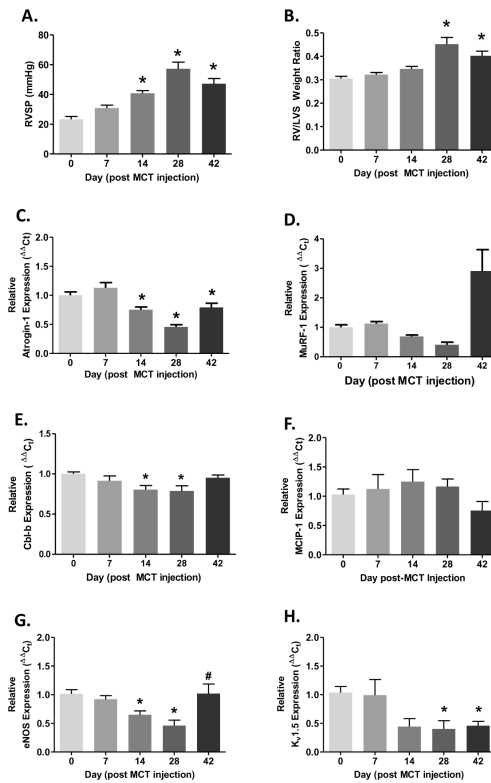 A.
RVSP
(mmHg)
80
60
40
20
0
*
*
*
0 7 14 28 42
Day (post MCT injection)
B.
RV/LVS Weight Ratio
0.6
0.5
0.4
0.3
0.2
0.1
0.0
*
*
0 7 14 28 42
Day (post MCT injection)
C.
Relative
Atrogin-1 Expression (ΔΔCt)
2.0
1.5
1.0
0.5
0.0
*
*
*
0 7 14 28 42
Day (post MCT injection)
D.
Relative
MuRF-1 Expression (ΔΔCt)
4
3
2
1
0
0 7 14 28 42
Day (post MCT injection)
E.
Relative
Cbl-b Expression (ΔΔCt)
2.0
1.5
1.0
0.5
0.0
*
*
0 7 14 28 42
Day (post MCT injection)
F.
Relative
MCIP-1 Expression (ΔΔCt)
2.0
1.5
1.0
0.5
0.0
0 7 14 28 42
Day post-MCT Injection
G.
Relative
eNOS Expression (ΔΔCt)
2.0
1.5
1.0
0.5
0.0
*
*
#
0 7 14 28 42
Day (post MCT injection)
H.
Relative
Kv1.5 Expression (ΔΔCt)
2.0
1.5
1.0
0.5
0.0
*
*
0 7 14 28 42
Day (post MCT injection)